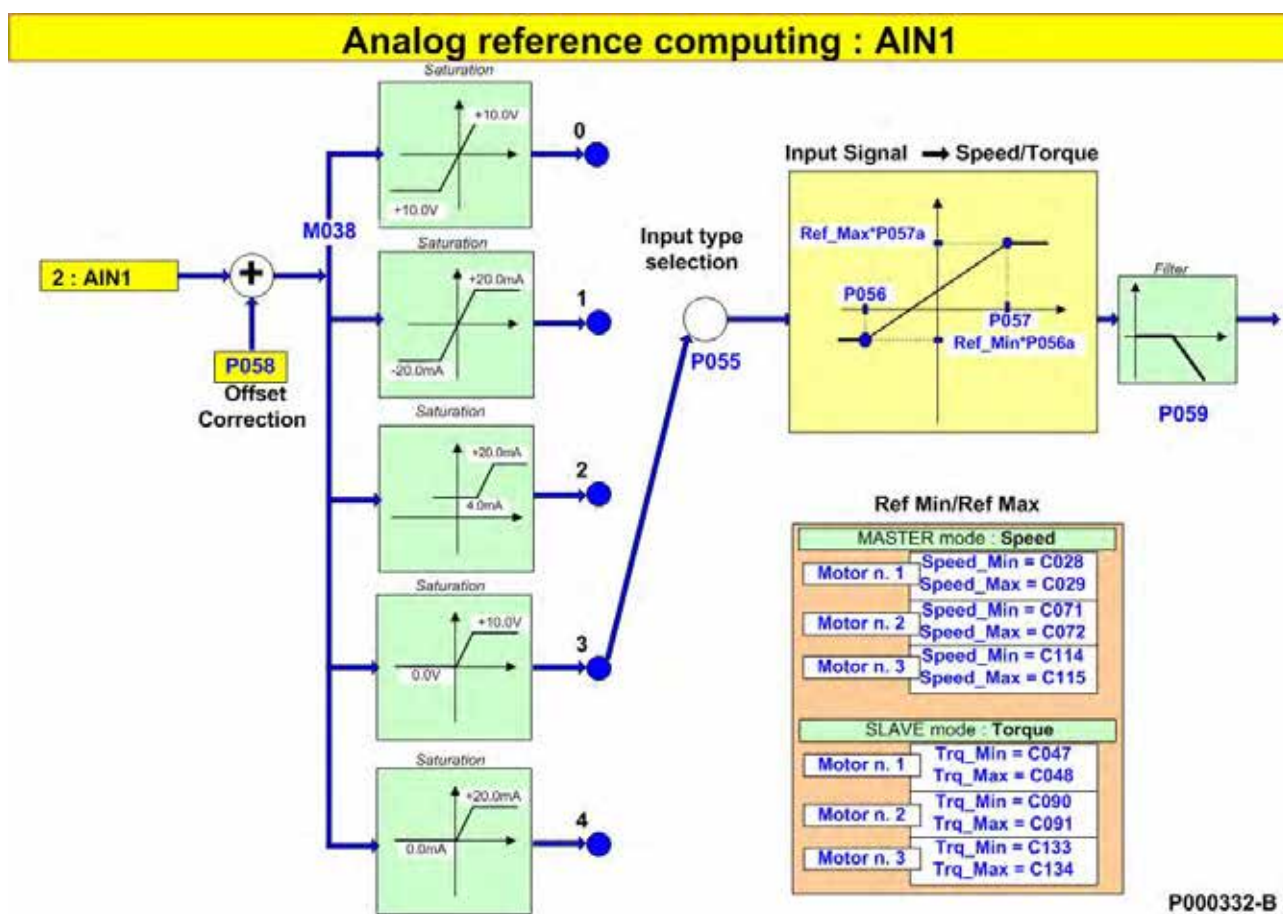 Analog reference computing : AIN1
Saturation
+10.0V
+10.0V
0
M038
2 : AIN1
+
P058
Offset
Correction
Saturation
+20.0mA
-20.0mA
1
Saturation
+20.0mA
4.0mA
2
Saturation
+10.0V
0.0V
3
Saturation
+20.0mA
0.0mA
4
Input type
selection
P055
Input Signal → Speed/Torque
Ref_Max*P057a
P056
P057
Ref_Min*P056a
Filter
P059
Ref Min/Ref Max
MASTER mode : Speed
Motor n. 1
Speed_Min = C028
Speed_Max = C029
Motor n. 2
Speed_Min = C071
Speed_Max = C072
Motor n. 3
Speed_Min = C114
Speed_Max = C115
SLAVE mode : Torque
Motor n. 1
Trq_Min = C047
Trq_Max = C048
Motor n. 2
Trq_Min = C090
Trq_Max = C091
Motor n. 3
Trq_Min = C133
Trq_Max = C134
P000332-B